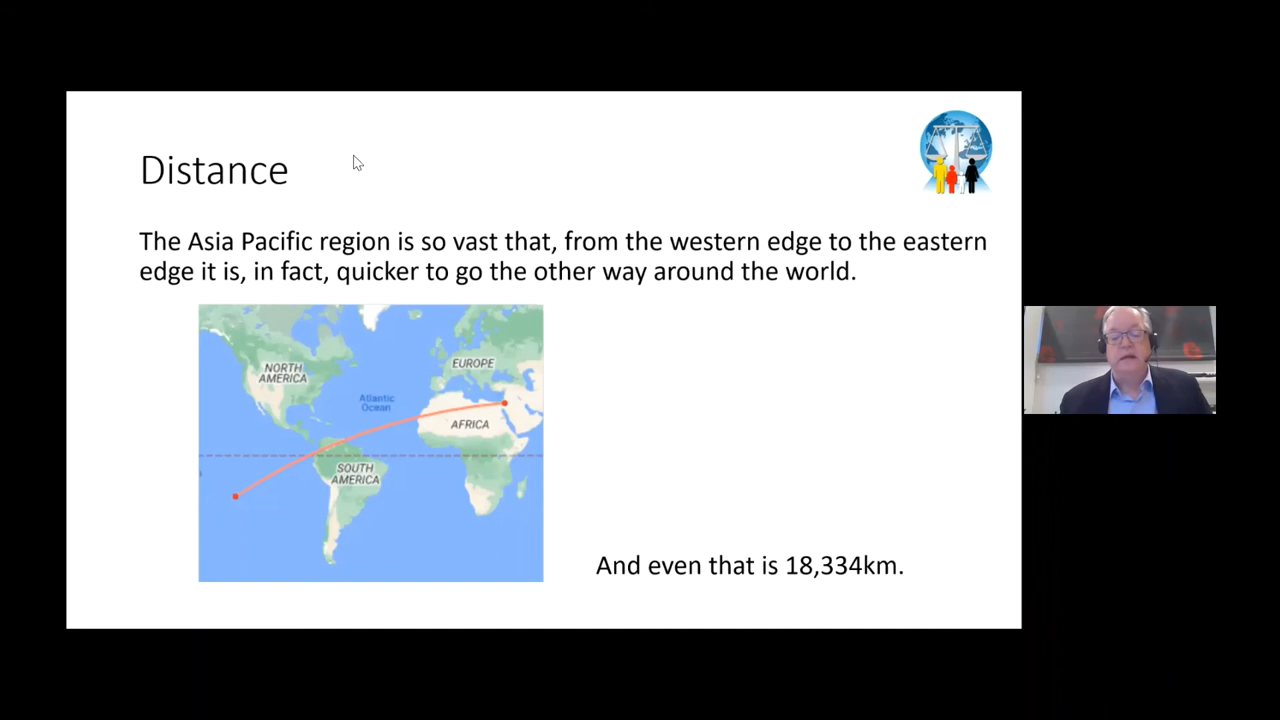 Distance
The Asia Pacific region is so vast that, from the western edge to the eastern
edge it is, in fact, quicker to go the other way around the world.
NORTH
AMERICA
EUROPE
Atlantic
Ocean
AFRICA
SOUTH
AMERICA
And even that is 18,334km.